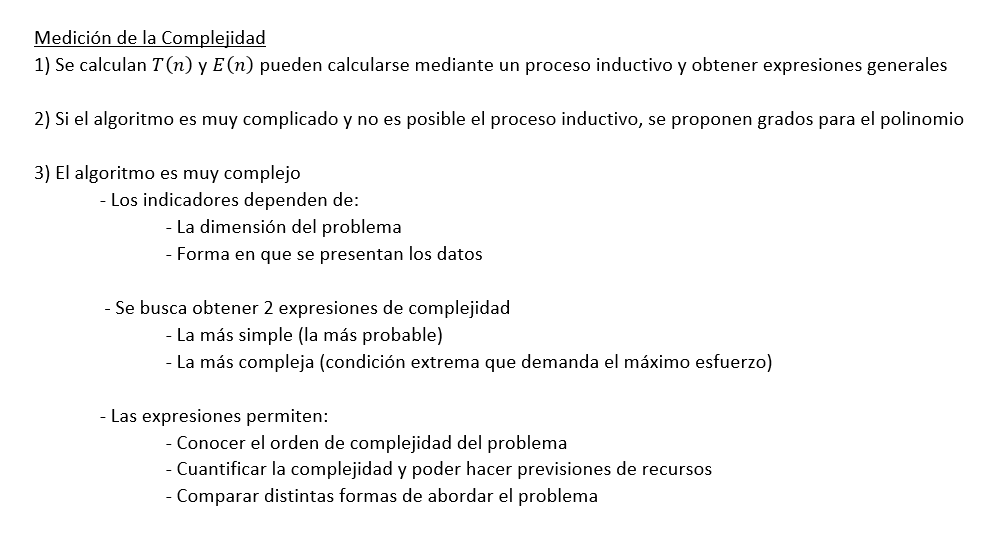 Medición de la Complejidad
1) Se calculan T(n) y E(n) pueden calcularse mediante un proceso inductivo y obtener expresiones generales
2) Si el algoritmo es muy complicado y no es posible el proceso inductivo, se proponen grados para el polinomio
3) El algoritmo es muy complejo
- Los indicadores dependen de:
- La dimensión del problema
- Forma en que se presentan los datos
- Se busca obtener 2 expresiones de complejidad
- La más simple (la más probable)
- La más compleja (condición extrema que demanda el máximo esfuerzo)
- Las expresiones permiten:
- Conocer el orden de complejidad del problema
- Cuantificar la complejidad y poder hacer previsiones de recursos
- Comparar distintas formas de abordar el problema